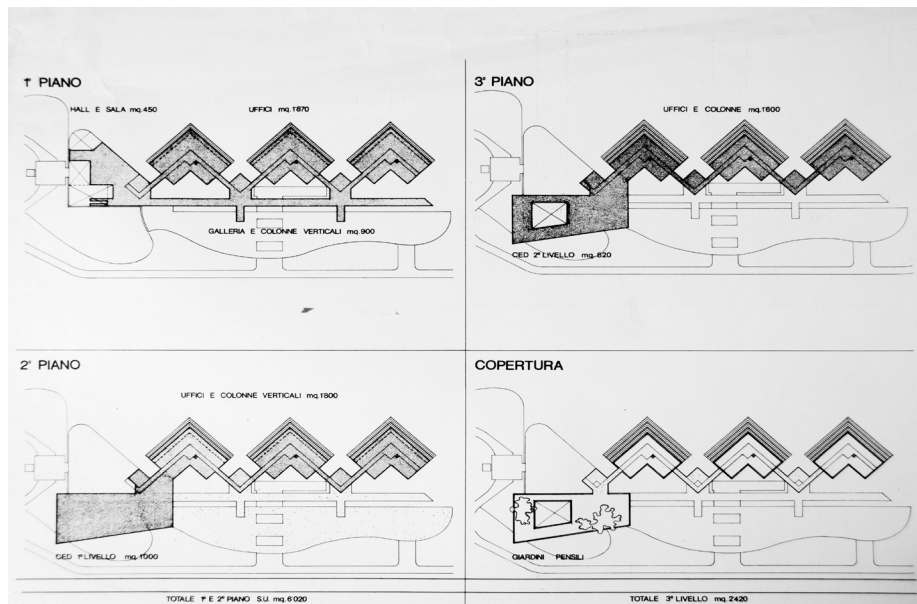 1° PIANO
HALL E SALA mq.450
UFFICI mq.1870
GALLERIA E COLONNE VERTICALI mq.900
3° PIANO
UFFICI E COLONNE mq.1600
CED 2° LIVELLO mq.820
2° PIANO
UFFICI E COLONNE VERTICALI mq.1800
CED 1° LIVELLO mq.1000
COPERTURA
GIARDINI PENSILI
TOTALE 1° E 2° PIANO S.U. mq.6020
TOTALE 3° LIVELLO mq.2420